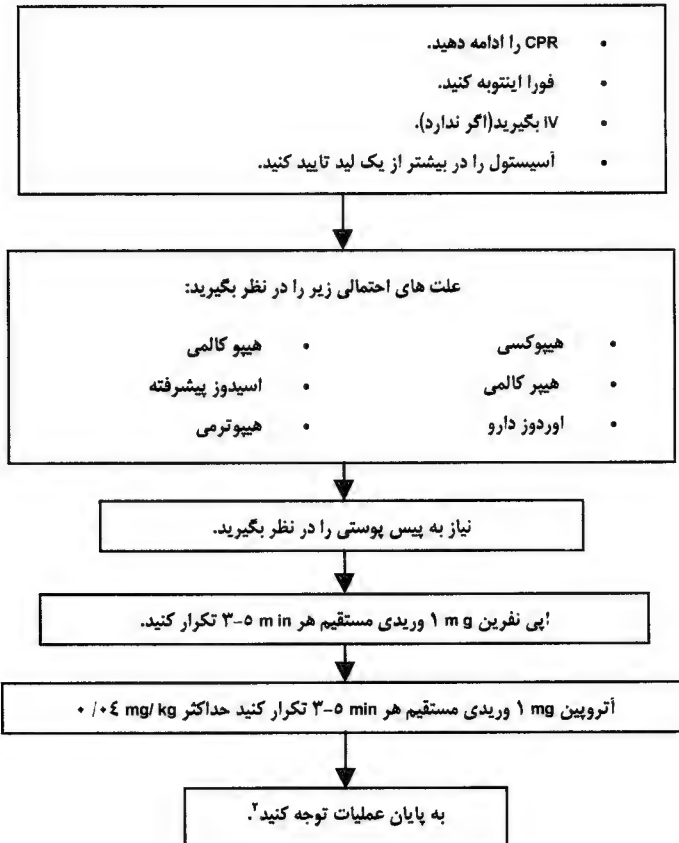 • CPR را ادامه دهید.
• فورا اینتوبه کنید.
• IV بگیرید(اگر ندارد).
• آسیستول را در بیشتر از یک لید تایید کنید.
علت های احتمالی زیر را در نظر بگیرید:
• هیپوکسی • هیپو کالمی
• هیپر کالمی • اسیدوز پیشرفته
• اوردوز دارو • هیپوترمی
نیاز به پیس پوستی را در نظر بگیرید.
اپی نفرین ۱ mg وریدی مستقیم هر ۳-۵ min تکرار کنید.
آتروپین ۱ mg وریدی مستقیم هر ۳-۵ min تکرار کنید حداکثر ۰/۰٤ mg/kg
به پایان عملیات توجه کنید۲.